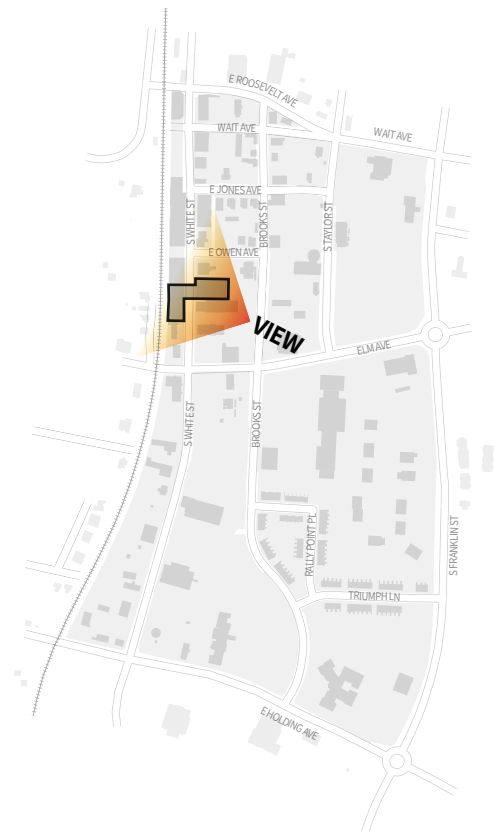 E ROOSEVELT AVE
WAIT AVE
WAIT AVE
E JONES AVE
S WHITE ST
BROOKS ST
S TAYLOR ST
E OWEN AVE
VIEW
ELM AVE
S WHITE ST
BROOKS ST
RALLY POINT PL
S FRANKLIN ST
TRIUMPH LN
E HOLDING AVE